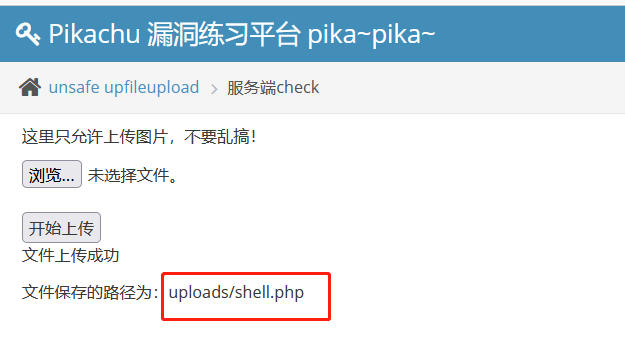 Pikachu 漏洞练习平台 pika~pika~
unsafe upfileupload > 服务端check
这里只允许上传图片，不要乱搞！
浏览... 未选择文件。
开始上传
文件上传成功
文件保存的路径为：uploads/shell.php